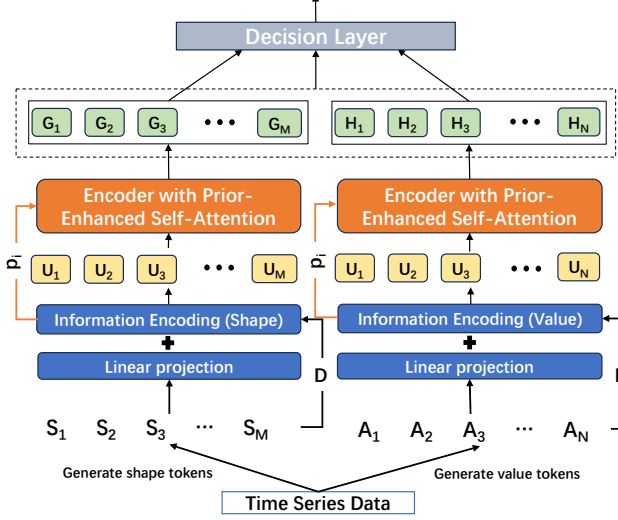 Decision Layer
G1 G2 G3 ••• GM
H1 H2 H3 ••• HN
Encoder with Prior-
Enhanced Self-Attention
Encoder with Prior-
Enhanced Self-Attention
pi
pi
U1 U2 U3 ••• UM
U1 U2 U3 ••• UN
Information Encoding (Shape)
Information Encoding (Value)
+
+
Linear projection
Linear projection
D
S1 S2 S3 ... SM
A1 A2 A3 ... AN
Generate shape tokens
Generate value tokens
Time Series Data